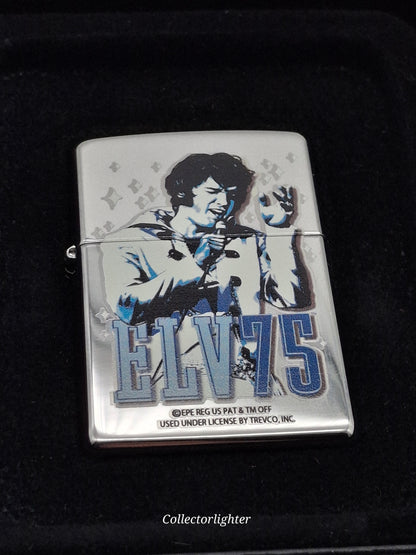 ELV75
©EPE REG US PAT & TM OFF
USED UNDER LICENSE BY TREVCO, INC.
Collectorlighter